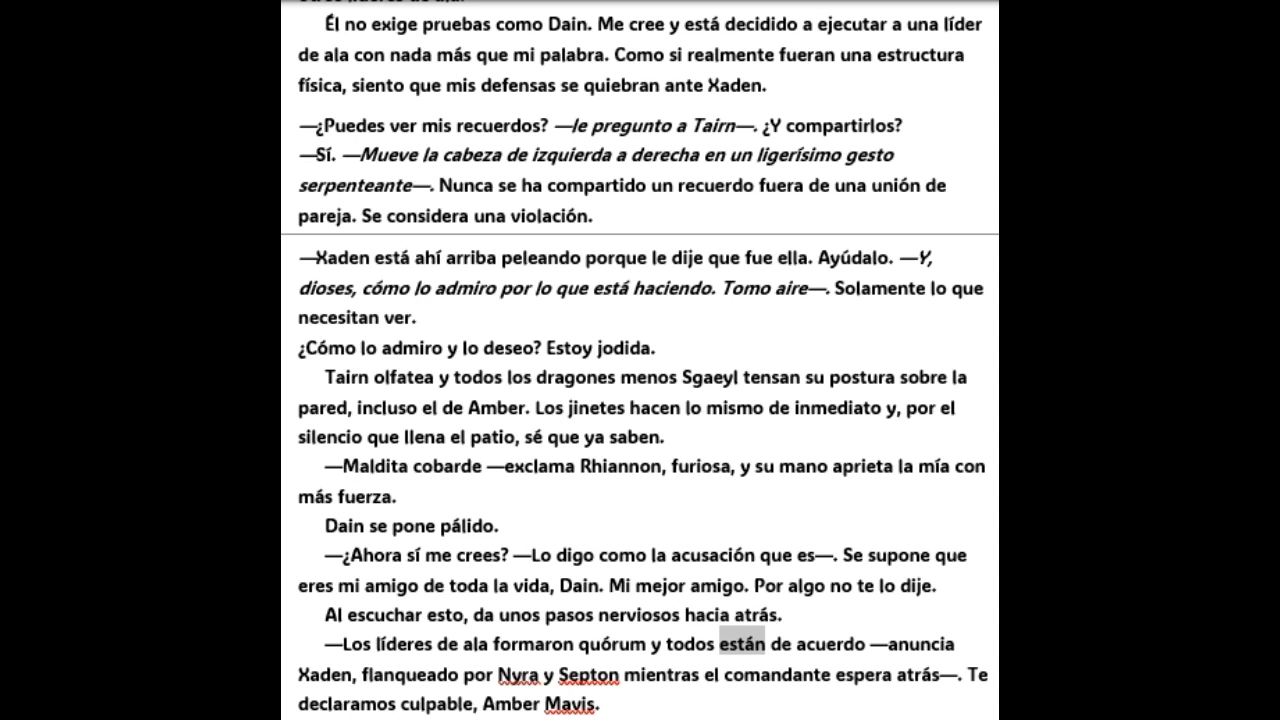 Él no exige pruebas como Dain. Me cree y está decidido a ejecutar a una líder
de ala con nada más que mi palabra. Como si realmente fueran una estructura
física, siento que mis defensas se quiebran ante Xaden.
—¿Puedes ver mis recuerdos? —le pregunto a Tairn—. ¿Y compartirlos?
—Sí. —Mueve la cabeza de izquierda a derecha en un ligerísimo gesto
serpenteante—. Nunca se ha compartido un recuerdo fuera de una unión de
pareja. Se considera una violación.
—Xaden está ahí arriba peleando porque le dije que fue ella. Ayúdalo. —Y,
dioses, cómo lo admiro por lo que está haciendo. Tomo aire—. Solamente lo que
necesitan ver.
¿Cómo lo admiro y lo deseo? Estoy jodida.
Tairn olfatea y todos los dragones menos Sgaeyl tensan su postura sobre la
pared, incluso el de Amber. Los jinetes hacen lo mismo de inmediato y, por el
silencio que llena el patio, sé que ya saben.
—Maldita cobarde —exclama Rhiannon, furiosa, y su mano aprieta la mía con
más fuerza.
Dain se pone pálido.
—¿Ahora sí me crees? —Lo digo como la acusación que es—. Se supone que
eres mi amigo de toda la vida, Dain. Mi mejor amigo. Por algo no te lo dije.
Al escuchar esto, da unos pasos nerviosos hacia atrás.
—Los líderes de ala formaron quórum y todos están de acuerdo —anuncia
Xaden, flanqueado por Nyra y Septon mientras el comandante espera atrás—. Te
declaramos culpable, Amber Mavis.